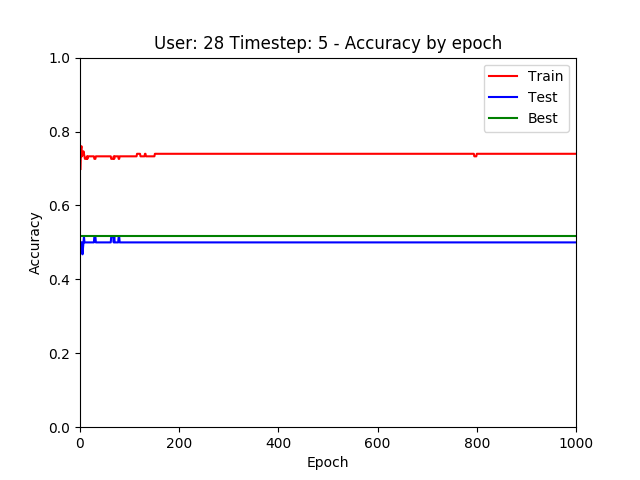 User: 28 Timestep: 5 - Accuracy by epoch
1.0
0.8
0.6
0.4
0.2
0.0
Accuracy
Train
Test
Best
0 200 400 600 800 1000
Epoch